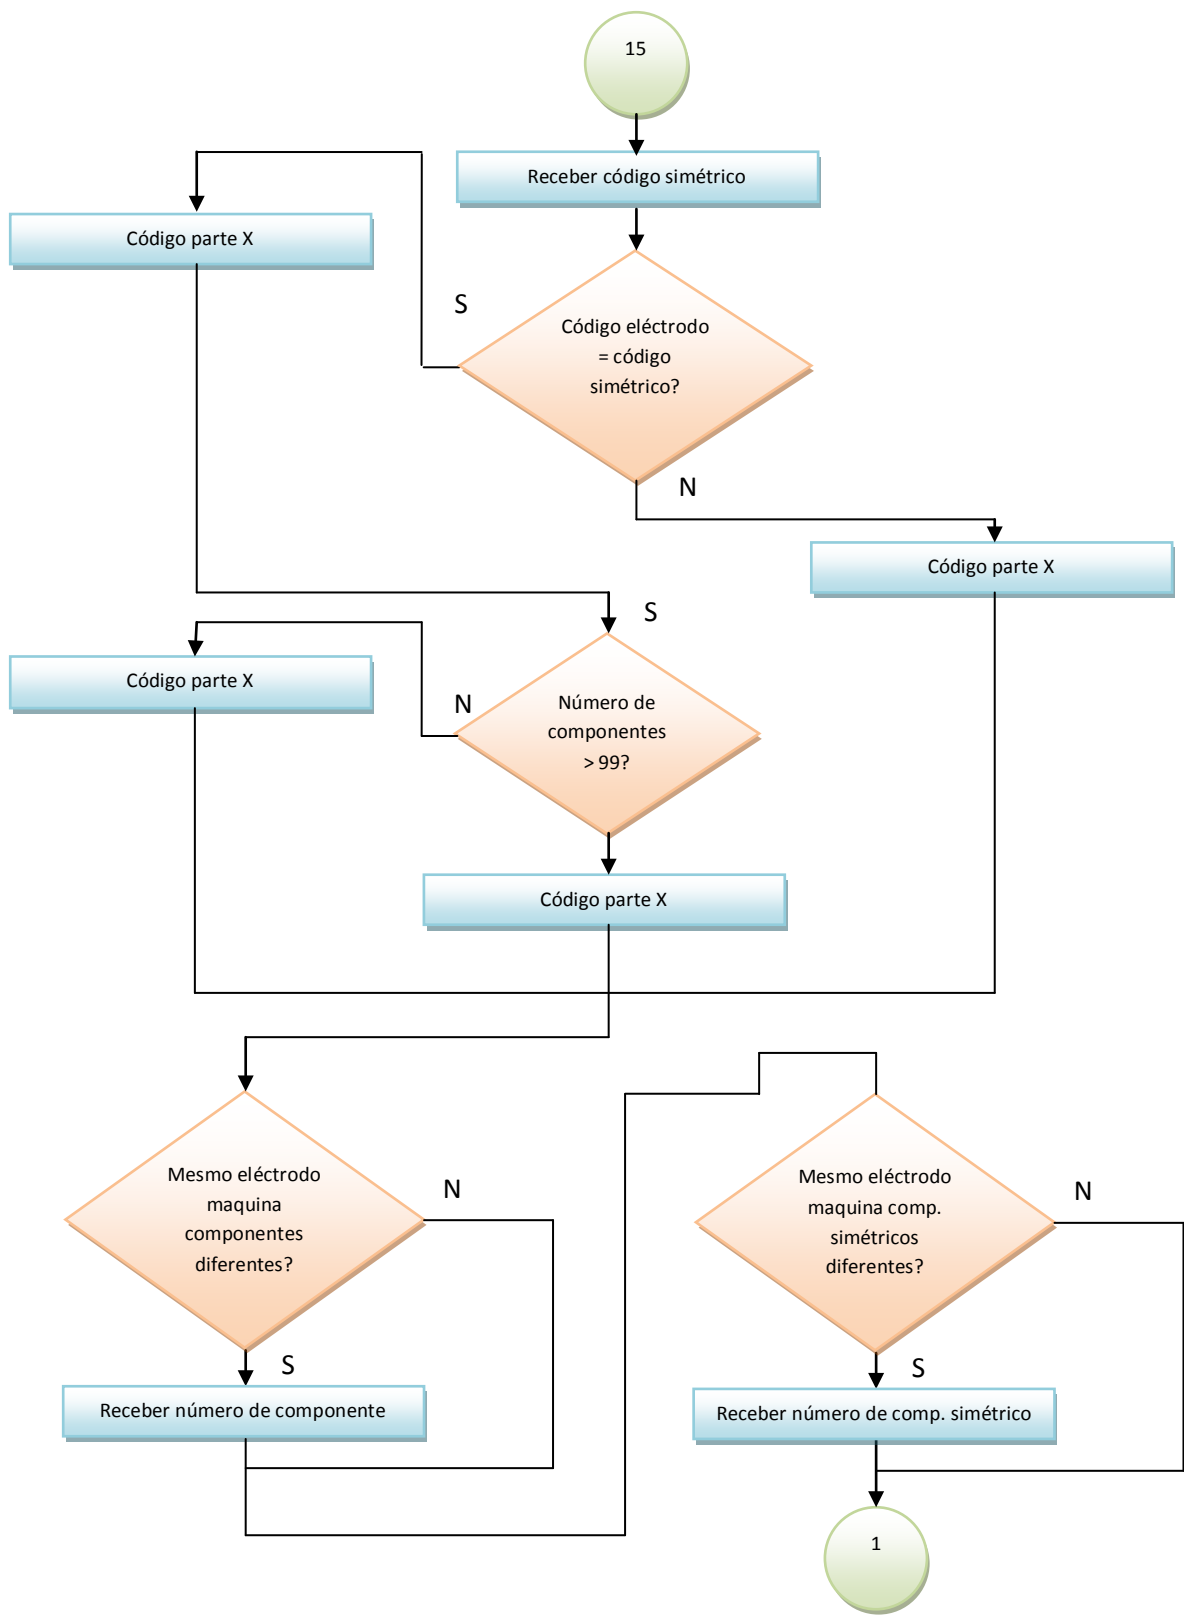 15
Receber código simétrico
Código parte X
S
Código eléctrodo
= código
simétrico?
N
Código parte X
S
Código parte X
N
Número de
componentes
> 99?
Código parte X
Mesmo eléctrodo
maquina
componentes
diferentes?
N
Mesmo eléctrodo
maquina comp.
simétricos
diferentes?
N
S
Receber número de componente
S
Receber número de comp. simétrico
1